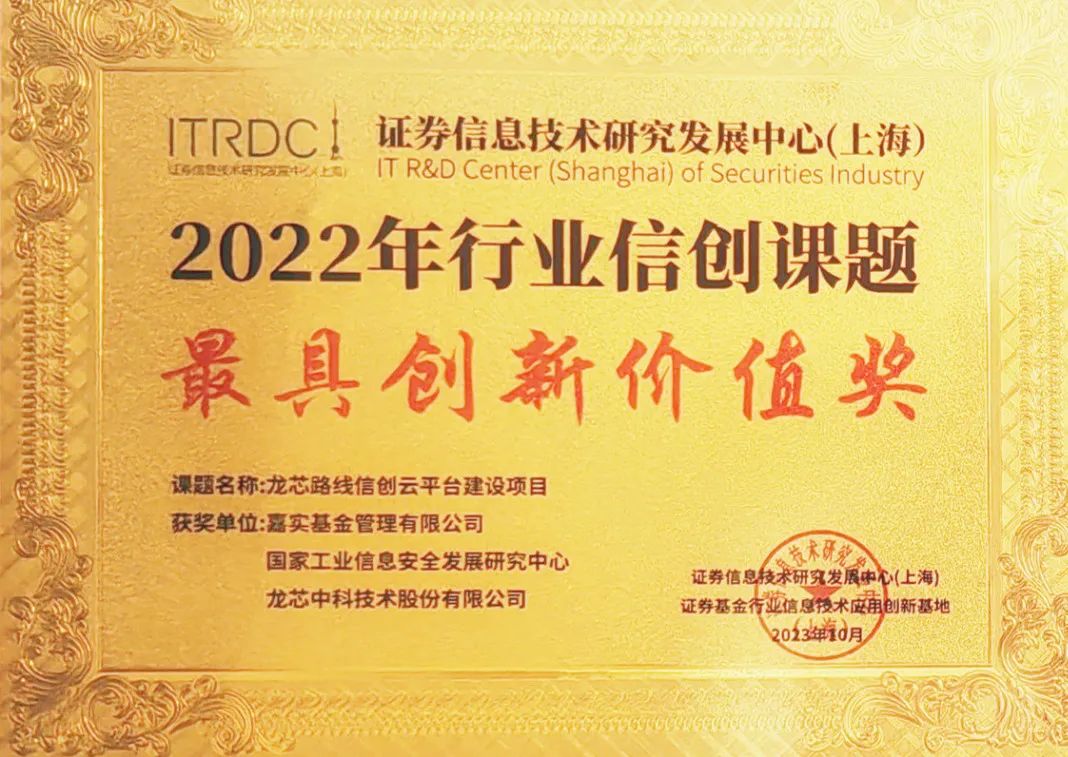 ITRDC
证券信息技术研究发展中心(上海)
证券信息技术研究发展中心(上海)
IT R&D Center (Shanghai) of Securities Industry
2022年行业信创课题
最具创新价值奖
课题名称:龙芯路线信创云平台建设项目
获奖单位:嘉实基金管理有限公司
国家工业信息安全发展研究中心
龙芯中科技术股份有限公司
证券信息技术研究发展中心(上海)
证券基金行业信息技术应用创新基地
2023年10月